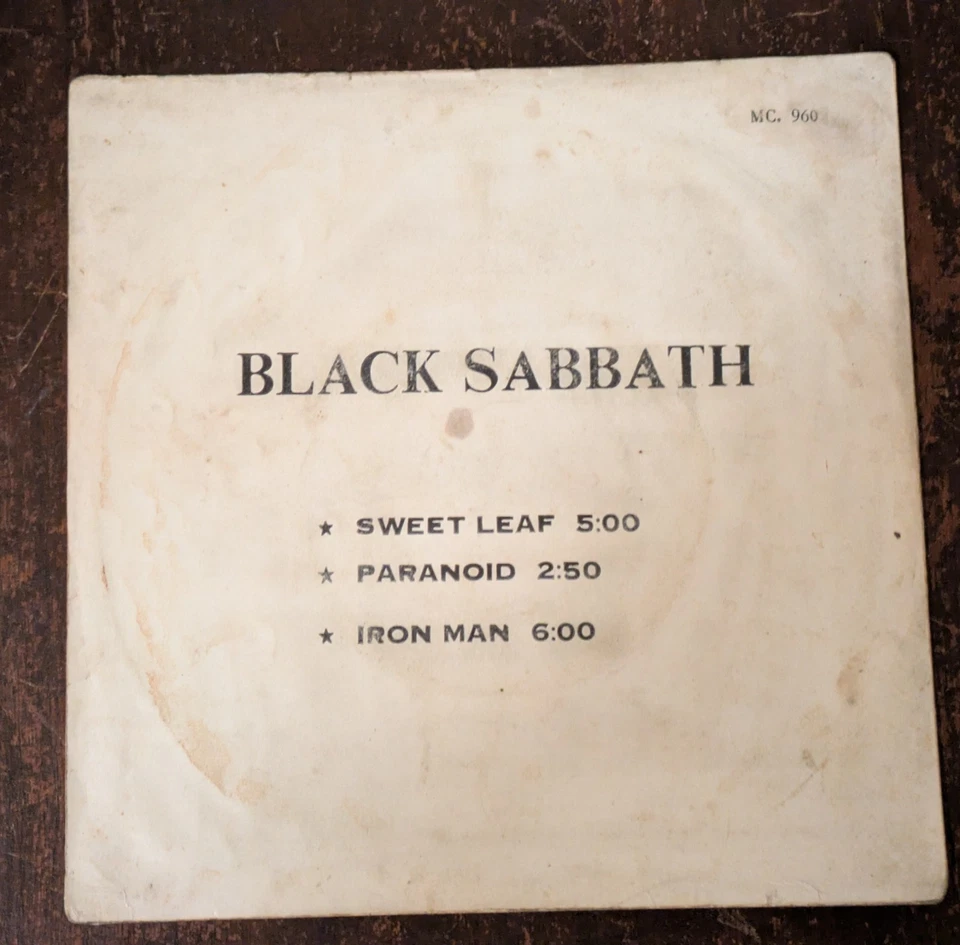 MC. 960
BLACK SABBATH
★ SWEET LEAF 5:00
★ PARANOID 2:50
★ IRON MAN 6:00